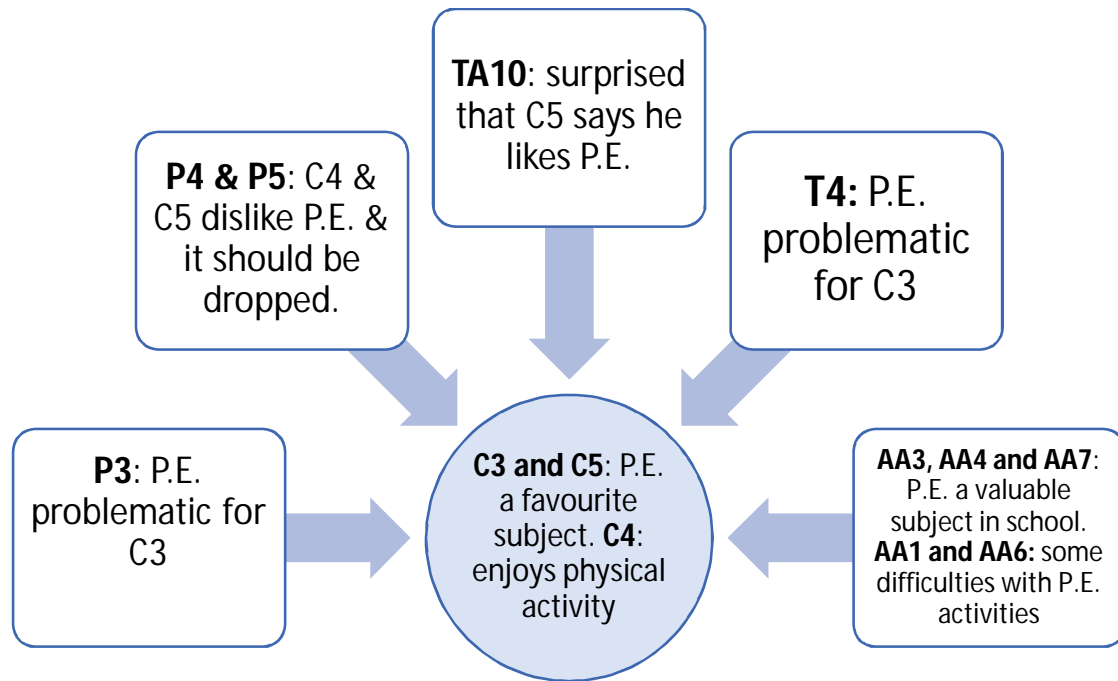 TA10: surprised
that C5 says he
likes P.E.
P4 & P5: C4 &
C5 dislike P.E. &
it should be
dropped.
T4: P.E.
problematic
for C3
P3: P.E.
problematic for
C3
C3 and C5: P.E.
a favourite
subject. C4:
enjoys physical
activity
AA3, AA4 and AA7:
P.E. a valuable
subject in school.
AA1 and AA6: some
difficulties with P.E.
activities